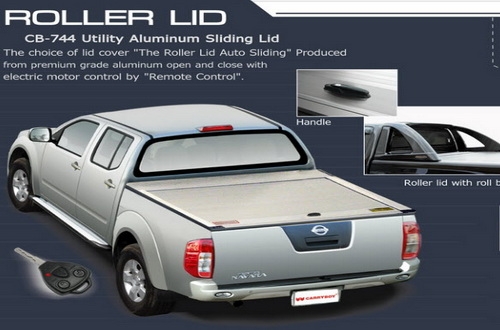 ROLLER LID
CB-744 Utility Aluminum Sliding Lid
The choice of lid cover "The Roller Lid Auto Sliding" Produced
from premium grade aluminum open and close with
electric motor control by "Remote Control".
Handle
Roller lid with roll b
NISSAN
NAVARA
CARRYBOY